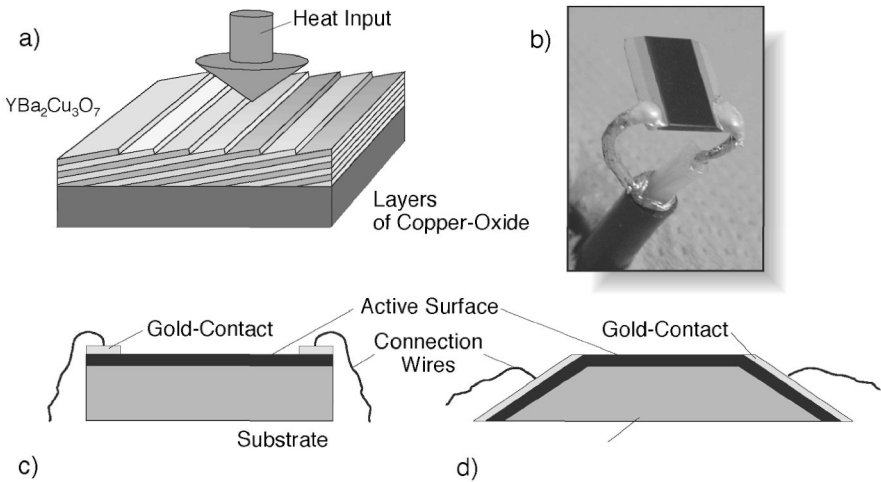 a)
Heat Input
b)
YBa₂Cu₃O₇
Layers
of Copper-Oxide
Active Surface
Gold-Contact
Connection
Wires
Gold-Contact
Substrate
c)
d)